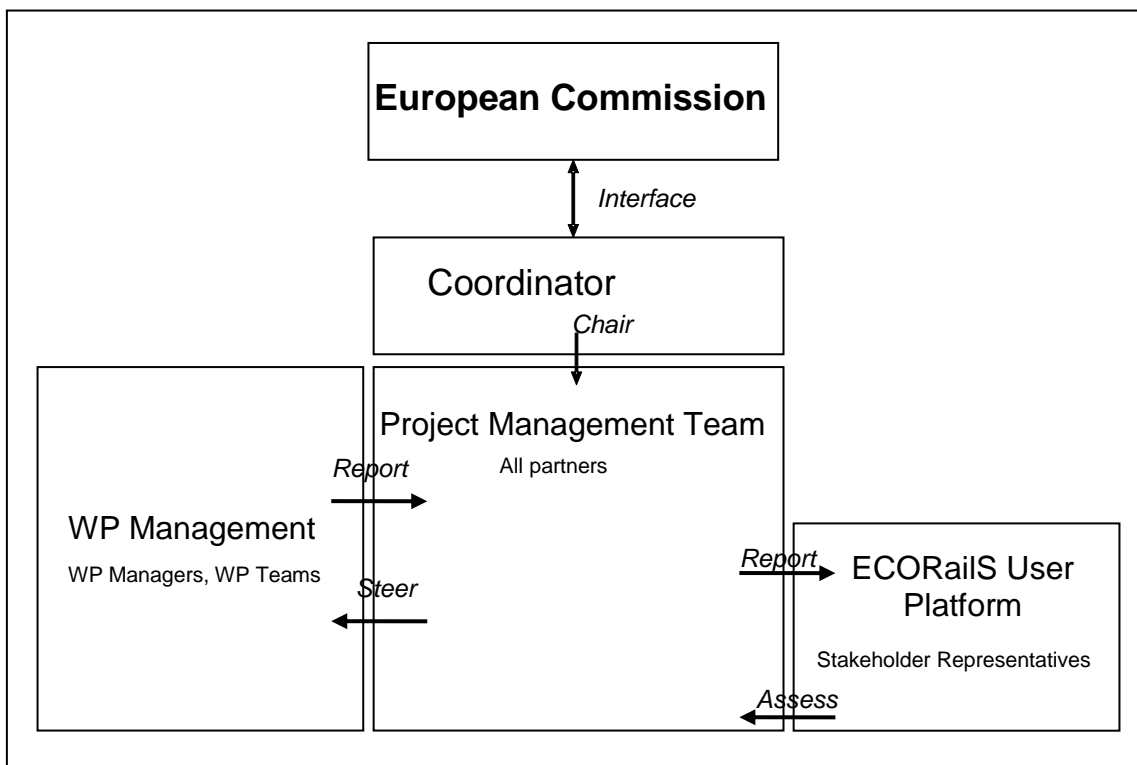 European Commission
Interface
Coordinator
Chair
Project Management Team
All partners
Report
WP Management
WP Managers, WP Teams
Steer
Report
ECORailS User
Platform
Stakeholder Representatives
Assess